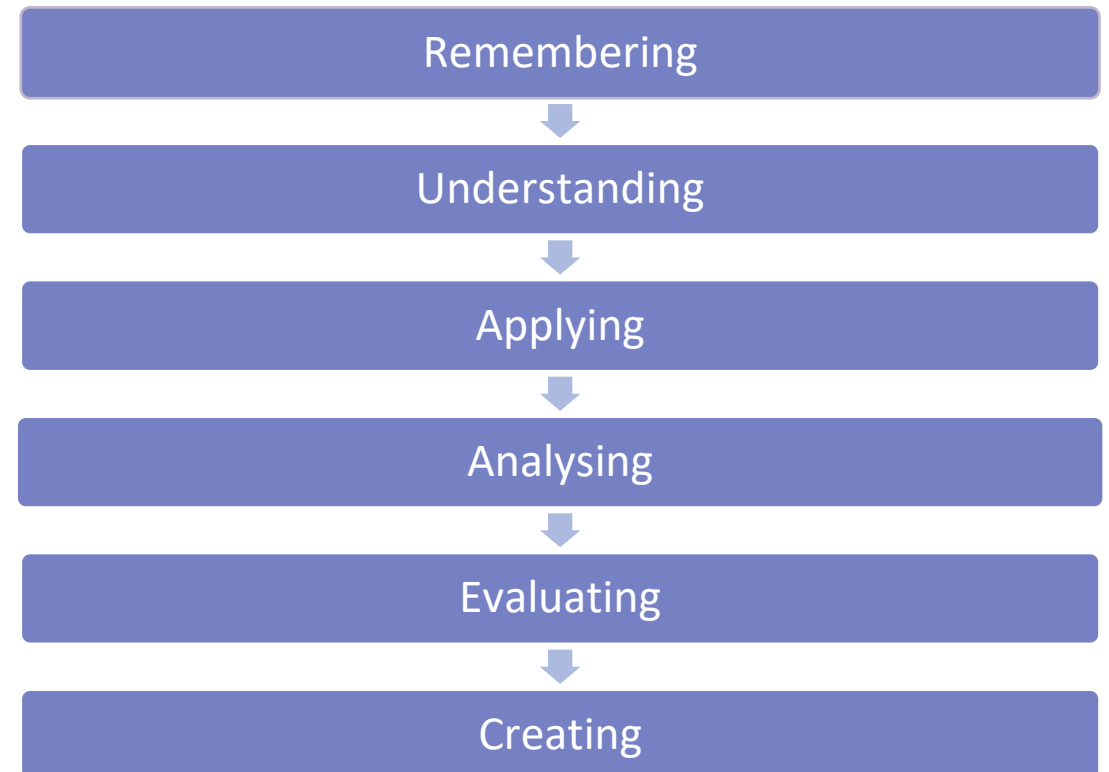 Remembering
Understanding
Applying
Analysing
Evaluating
Creating